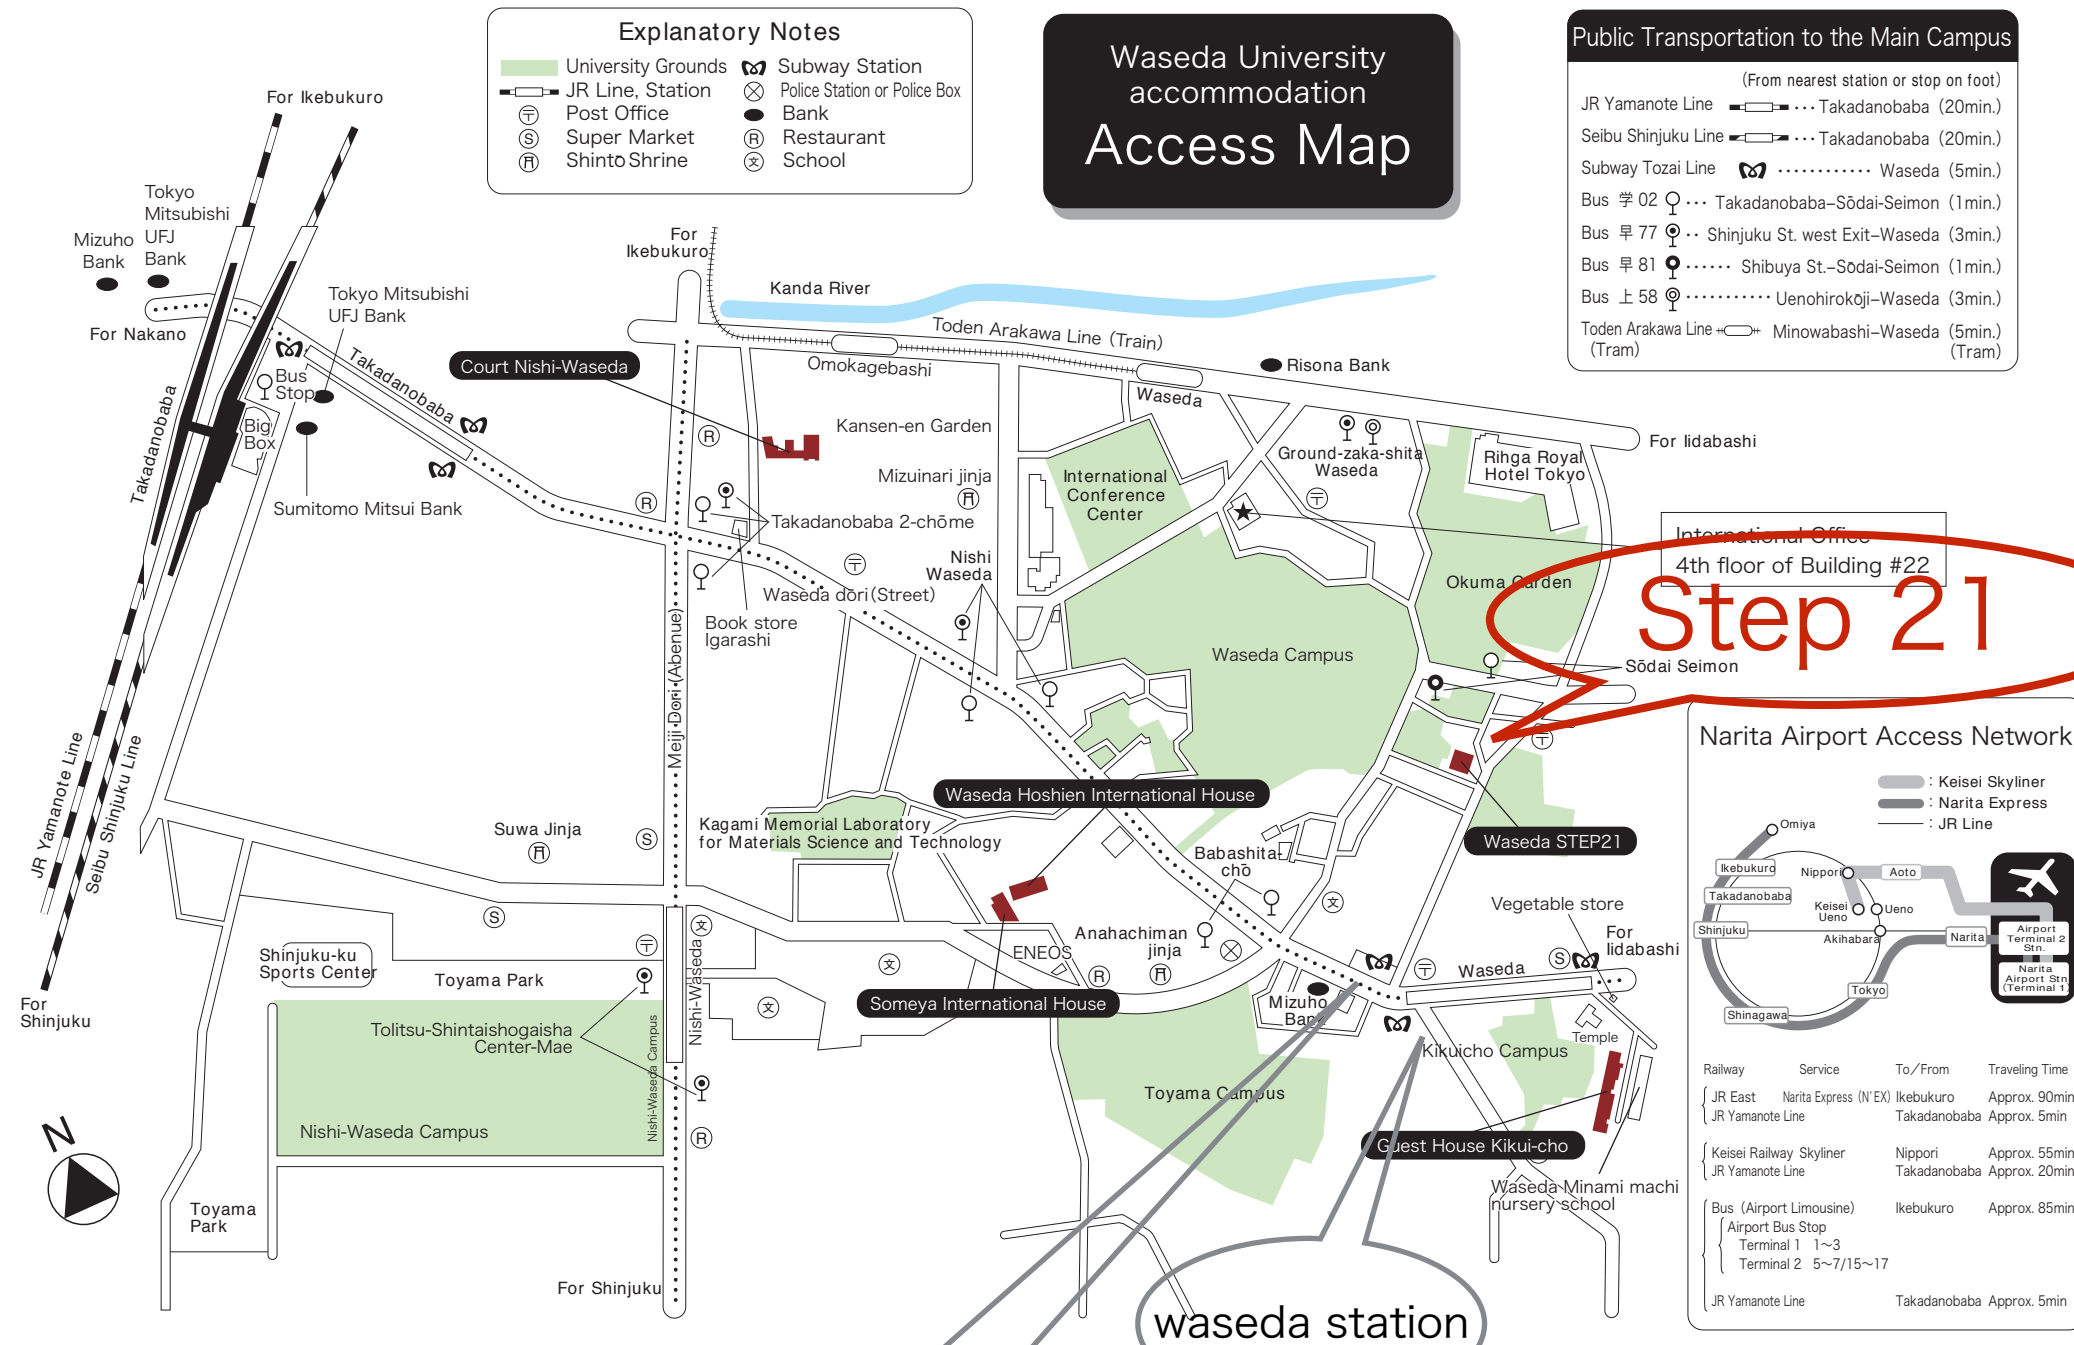 Explanatory Notes
University Grounds
Subway Station
JR Line, Station
Police Station or Police Box
〒 Post Office
Bank
Ⓢ Super Market
Ⓡ Restaurant
Shintō Shrine
文 School
Waseda University
accommodation
Access Map
Public Transportation to the Main Campus
(From nearest station or stop on foot)
JR Yamanote Line ··· Takadanobaba (20min.)
Seibu Shinjuku Line ··· Takadanobaba (20min.)
Subway Tozai Line ············ Waseda (5min.)
Bus 学 02 ··· Takadanobaba–Sōdai-Seimon (1min.)
Bus 早 77 ·· Shinjuku St. west Exit–Waseda (3min.)
Bus 早 81 ······ Shibuya St.–Sōdai-Seimon (1min.)
Bus 上 58 ··········· Uenohirokōji–Waseda (3min.)
Toden Arakawa Line Minowabashi–Waseda (5min.)
(Tram) (Tram)
For Ikebukuro
Tokyo
Mitsubishi
UFJ
Bank
Mizuho
Bank
For Nakano
Tokyo Mitsubishi
UFJ Bank
Bus
Stop
Big
Box
Takadanobaba
Takadanobaba
Sumitomo Mitsui Bank
JR Yamanote Line
Seibu Shinjuku Line
For
Shinjuku
For
Ikebukuro
Kanda River
Toden Arakawa Line (Train)
Omokagebashi
Waseda
Risona Bank
For Iidabashi
Court Nishi-Waseda
Kansen-en Garden
Mizuinari jinja
Takadanobaba 2-chōme
Nishi
Waseda
Waseda dōri (Street)
Book store
Igarashi
Meiji-Dori (Abenue)
International
Conference
Center
Ground-zaka-shita
Waseda
Rihga Royal
Hotel Tokyo
International Office
4th floor of Building #22
Okuma Garden
Step 21
Sōdai Seimon
Waseda Campus
Waseda Hoshien International House
Waseda STEP21
Kagami Memorial Laboratory
for Materials Science and Technology
Suwa Jinja
Babashita-
chō
Anahachiman
jinja
ENEOS
Someya International House
Vegetable store
For
Iidabashi
Waseda
Mizuho
Bank
Temple
Kikuicho Campus
Toyama Campus
Guest House Kikui-cho
Waseda Minami machi
nursery school
Shinjuku-ku
Sports Center
Toyama Park
Tolitsu-Shintaishogaisha
Center-Mae
Nishi-Waseda
Nishi-Waseda Campus
Nishi-Waseda Campus
N
Toyama
Park
For Shinjuku
waseda station
Narita Airport Access Network
: Keisei Skyliner
: Narita Express
: JR Line
Omiya
Ikebukuro
Takadanobaba
Shinjuku
Shinagawa
Nippori
Keisei
Ueno
Ueno
Akihabara
Aoto
Narita
Tokyo
Airport
Terminal 2
Stn.
Narita
Airport Stn
(Terminal 1)
Railway Service To/From Traveling Time
JR East Narita Express (N'EX) Ikebukuro Approx. 90min
JR Yamanote Line Takadanobaba Approx. 5min
Keisei Railway Skyliner Nippori Approx. 55min
JR Yamanote Line Takadanobaba Approx. 20min
Bus (Airport Limousine) Ikebukuro Approx. 85min
Airport Bus Stop
Terminal 1 1〜3
Terminal 2 5〜7/15〜17
JR Yamanote Line Takadanobaba Approx. 5min